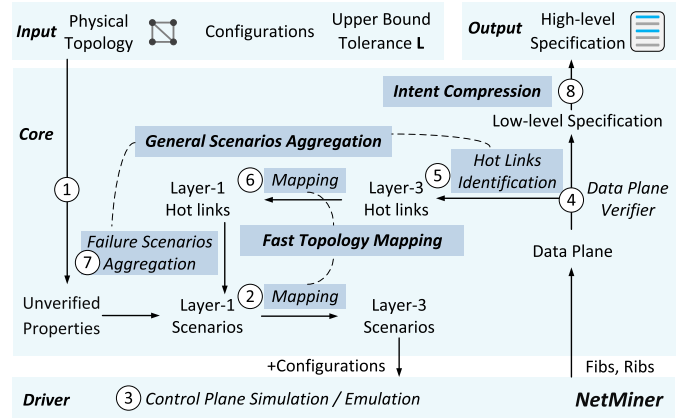 Input
Physical
Topology
Configurations
Upper Bound
Tolerance L
Output
High-level
Specification
Core
Intent Compression
8
Low-level Specification
General Scenarios Aggregation
1
6
Mapping
Layer-1
Hot links
Layer-3
Hot links
5
Hot Links
Identification
4
Data Plane
Verifier
Failure Scenarios
Aggregation
7
Fast Topology Mapping
Data Plane
Unverified
Properties
Layer-1
Scenarios
2
Mapping
Layer-3
Scenarios
+Configurations
Fibs, Ribs
Driver
3
Control Plane Simulation / Emulation
NetMiner